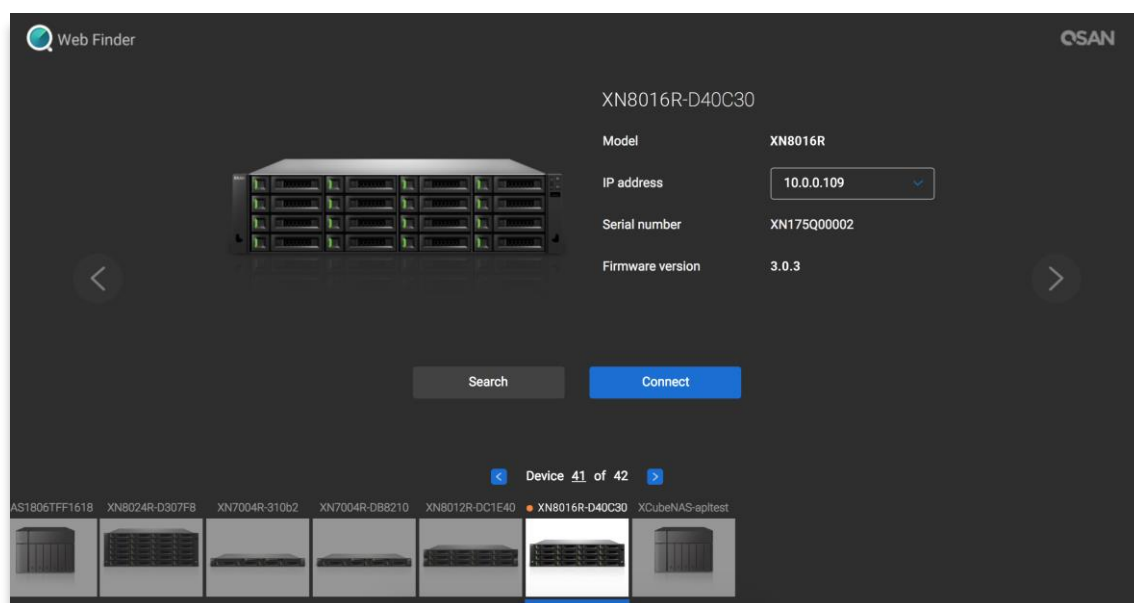 Web Finder
QSAN
XN8016R-D40C30
Model XN8016R
IP address 10.0.0.109
Serial number XN175Q00002
Firmware version 3.0.3
Search Connect
Device 41 of 42
AS1806TFF1618 XN8024R-D307F8 XN7004R-310b2 XN7004R-DB8210 XN8012R-DC1E40 XN8016R-D40C30 XCubeNAS-apltest